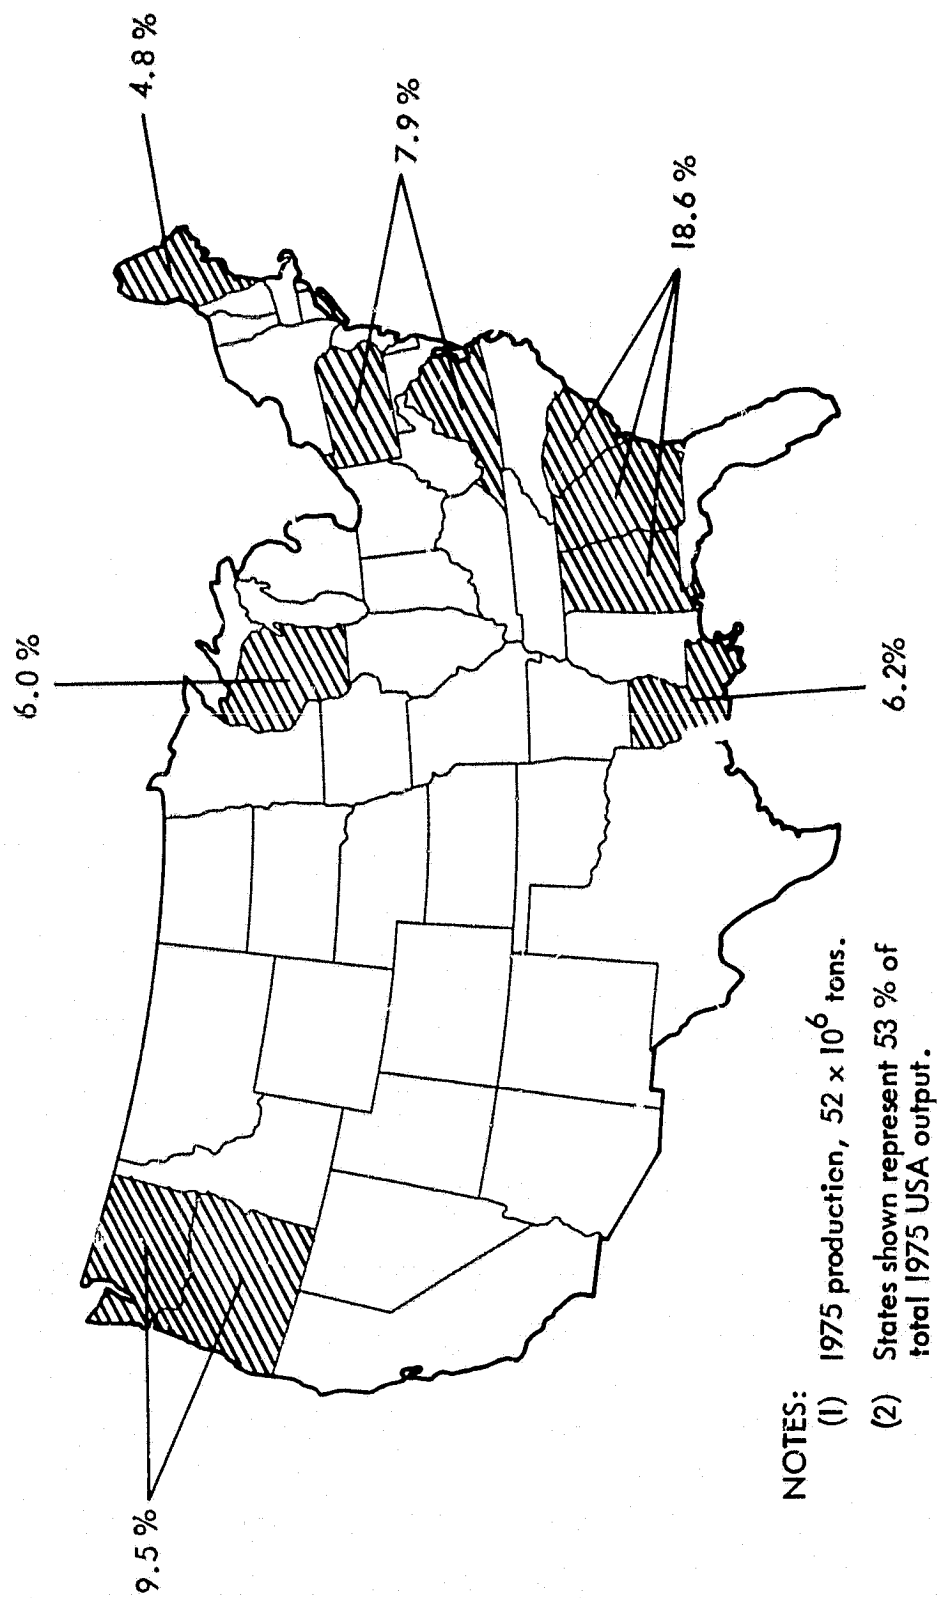 4.8 %
7.9 %
18.6 %
6.0 %
6.2%
9.5 %
NOTES:
(1) 1975 production, 52 x 10⁶ tons.
(2) States shown represent 53 % of
total 1975 USA output.